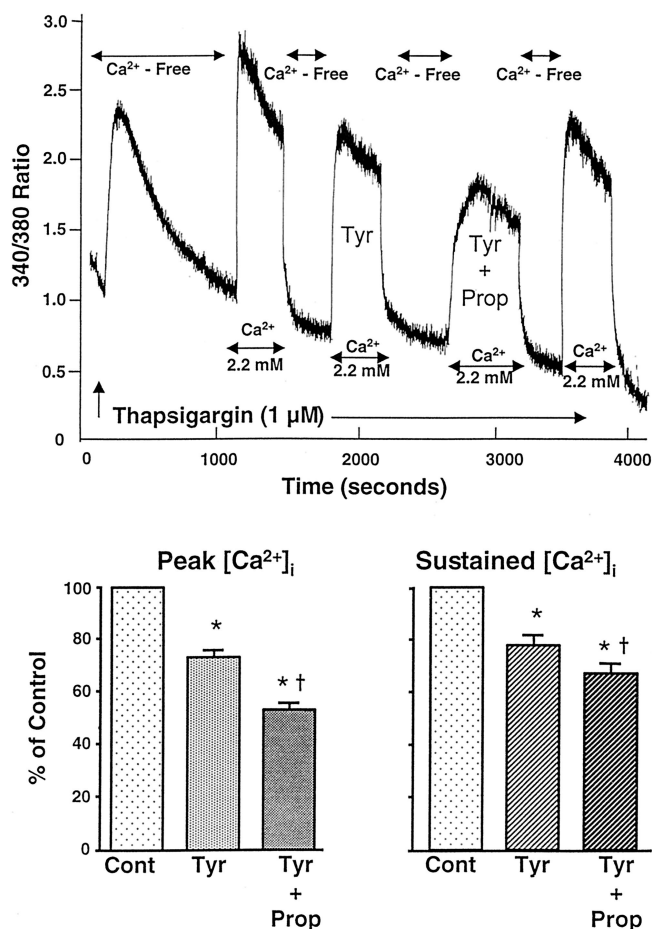 3.0
2.5
2.0
1.5
1.0
0.5
0
340/380 Ratio
Ca²⁺ - Free
Ca²⁺ - Free
Ca²⁺ - Free
Ca²⁺ - Free
Tyr
Tyr
+
Prop
Ca²⁺
2.2 mM
Ca²⁺
2.2 mM
Ca²⁺
2.2 mM
Ca²⁺
2.2 mM
Thapsigargin (1 µM)
0
1000
2000
3000
4000
Time (seconds)
Peak [Ca²⁺]ᵢ
% of Control
100
80
60
40
20
0
*
* †
Cont
Tyr
Tyr
+
Prop
Sustained [Ca²⁺]ᵢ
*
* †
Cont
Tyr
Tyr
+
Prop